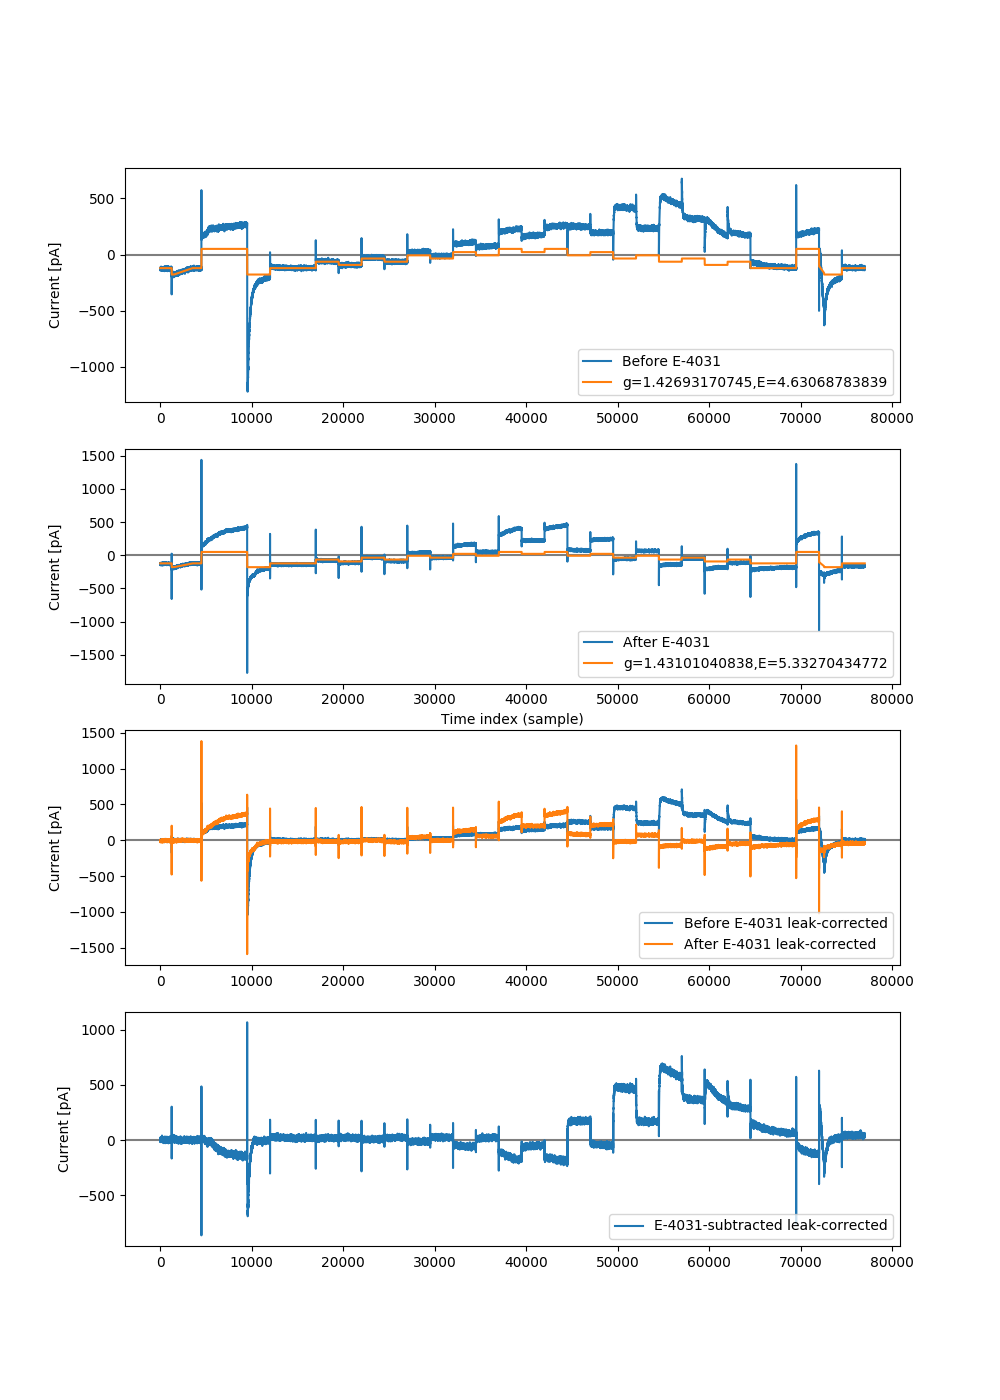 500
0
−500
−1000
Current [pA]
Before E-4031
g=1.42693170745,E=4.63068783839
0 10000 20000 30000 40000 50000 60000 70000 80000
1500
1000
500
0
−500
−1000
−1500
Current [pA]
After E-4031
g=1.43101040838,E=5.33270434772
0 10000 20000 30000 40000 50000 60000 70000 80000
Time index (sample)
1500
1000
500
0
−500
−1000
−1500
Current [pA]
Before E-4031 leak-corrected
After E-4031 leak-corrected
0 10000 20000 30000 40000 50000 60000 70000 80000
1000
500
0
−500
Current [pA]
E-4031-subtracted leak-corrected
0 10000 20000 30000 40000 50000 60000 70000 80000